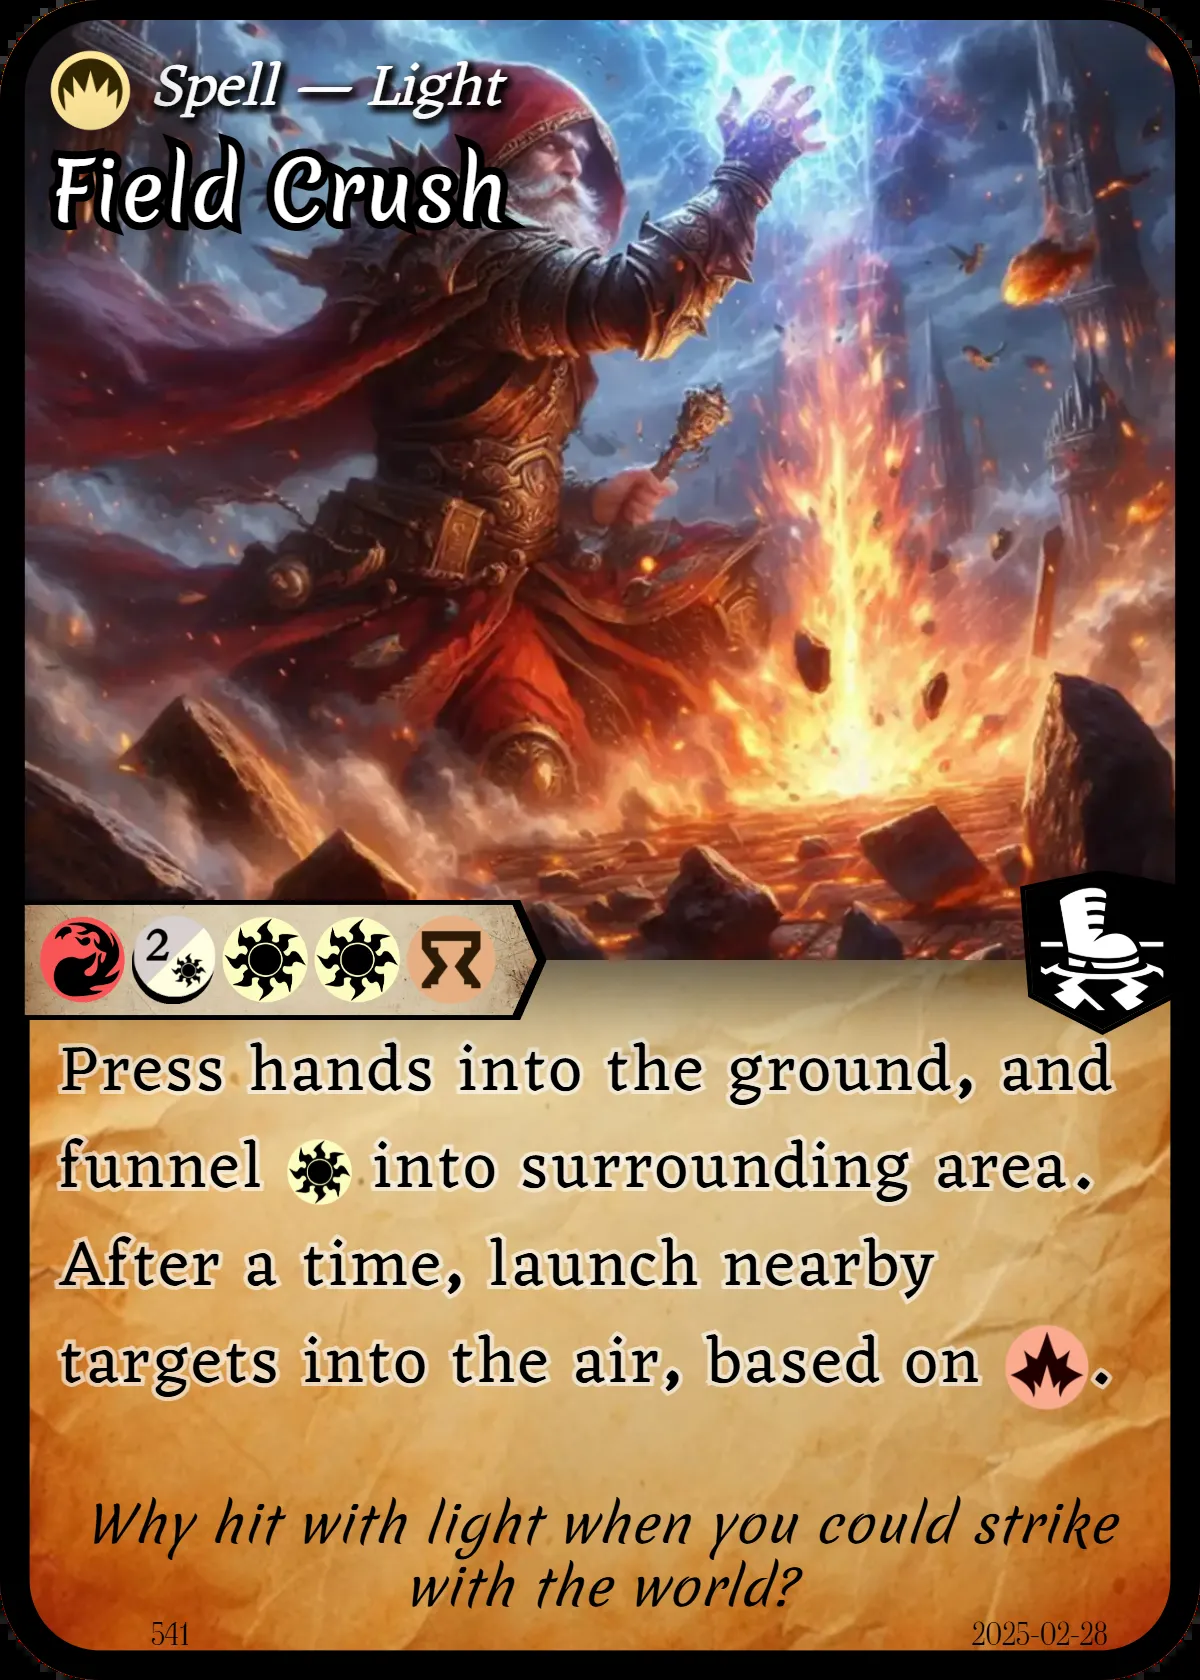 Spell — Light
Field Crush
2
Press hands into the ground, and
funnel into surrounding area.
After a time, launch nearby
targets into the air, based on .
Why hit with light when you could strike
with the world?
541
2025-02-28